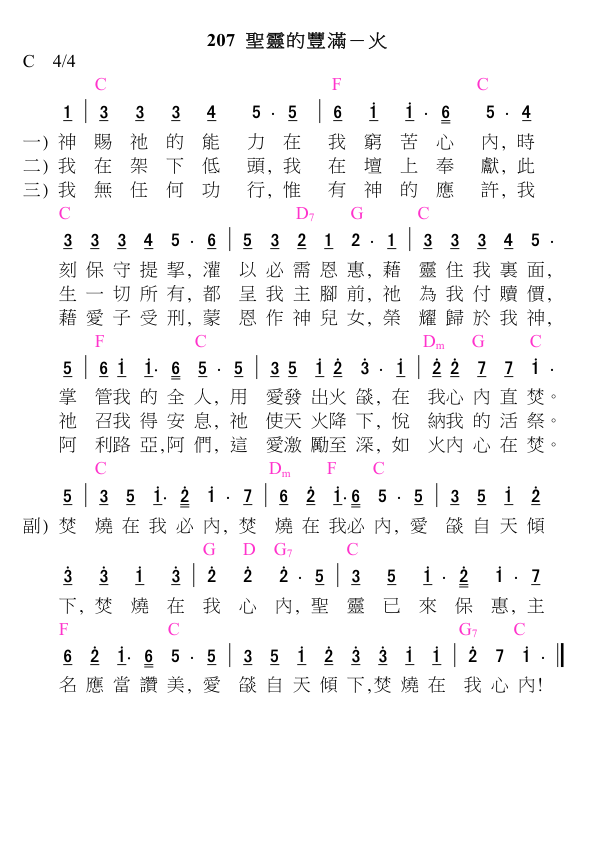 207 聖靈的豐滿－火
C 4/4
C F C
1 | 3 3 3 4 5 · 5 | 6 i i · 6 5 · 4
一) 神 賜 祂 的 能 力 在 我 窮 苦 心 內, 時
二) 我 在 架 下 低 頭, 我 在 壇 上 奉 獻, 此
三) 我 無 任 何 功 行, 惟 有 神 的 應 許, 我
C D7 G C
3 3 3 4 5 · 6 | 5 3 2 1 2 · 1 | 3 3 3 4 5 ·
刻 保 守 提 挈, 灌 以 必 需 恩 惠, 藉 靈 住 我 裏 面,
生 一 切 所 有, 都 呈 我 主 腳 前, 祂 為 我 付 贖 價,
藉 愛 子 受 刑, 蒙 恩 作 神 兒 女, 榮 耀 歸 於 我 神,
F C Dm G C
5 | 6 i i· 6 5 · 5 | 3 5 i 2 3 · i | 2 2 7 7 i ·
掌 管我 的 全 人, 用 愛發 出火 燄, 在 我心 內 直 焚。
祂 召我 得 安 息, 祂 使天 火降 下, 悅 納我 的 活 祭。
阿 利路 亞,阿 們, 這 愛激 勵至 深, 如 火內 心 在 焚。
C Dm F C
5 | 3 5 i· 2 i · 7 | 6 2 i·6 5 · 5 | 3 5 i 2
副) 焚 燒 在 我 必 內, 焚 燒 在 我必 內, 愛 燄 自 天 傾
G D G7 C
3 3 i 3 | 2 2 2 · 5 | 3 5 i · 2 i · 7
下, 焚 燒 在 我 心 內, 聖 靈 已 來 保 惠, 主
F C G7 C
6 2 i· 6 5 · 5 | 3 5 i 2 3 3 i i | 2 7 i · ‖
名 應 當 讚 美, 愛 燄 自 天 傾 下,焚 燒 在 我 心 內!